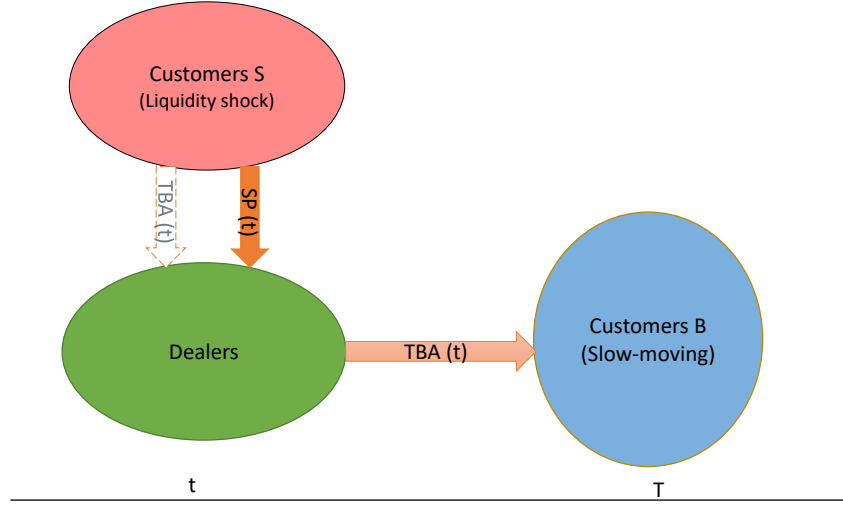 Customers S
(Liquidity shock)
TBA (t)
SP (t)
Dealers
TBA (t)
Customers B
(Slow-moving)
t
T